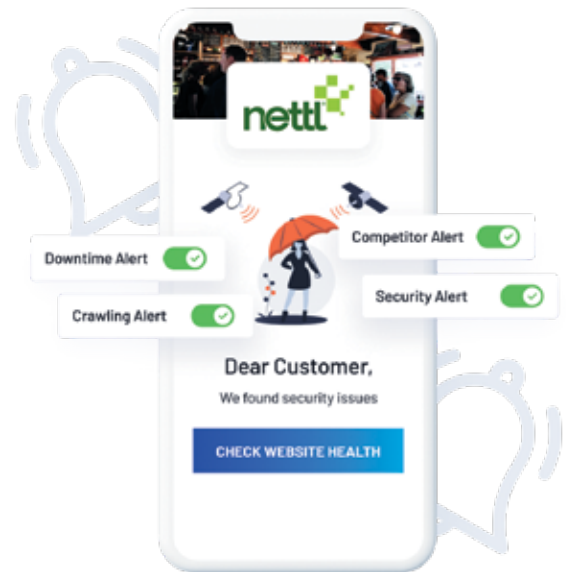 nettl
Downtime Alert
Competitor Alert
Crawling Alert
Security Alert
Dear Customer,
We found security issues
CHECK WEBSITE HEALTH